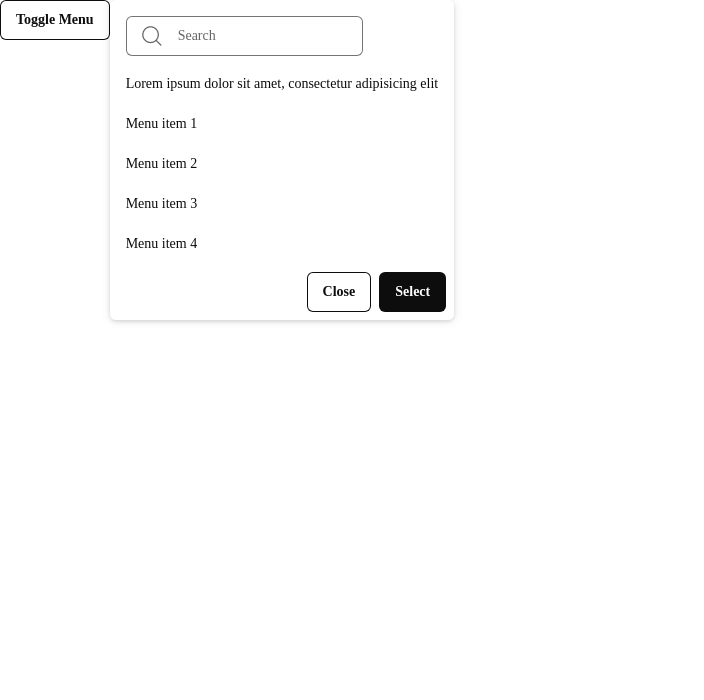 Toggle Menu
Search
Lorem ipsum dolor sit amet, consectetur adipisicing elit
Menu item 1
Menu item 2
Menu item 3
Menu item 4
Close
Select